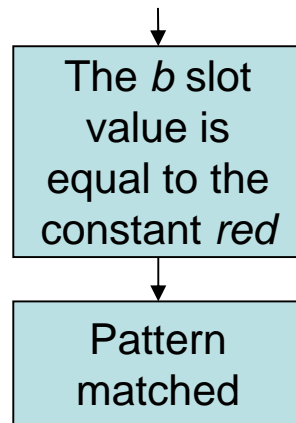 The b slot
value is
equal to the
constant red
Pattern
matched